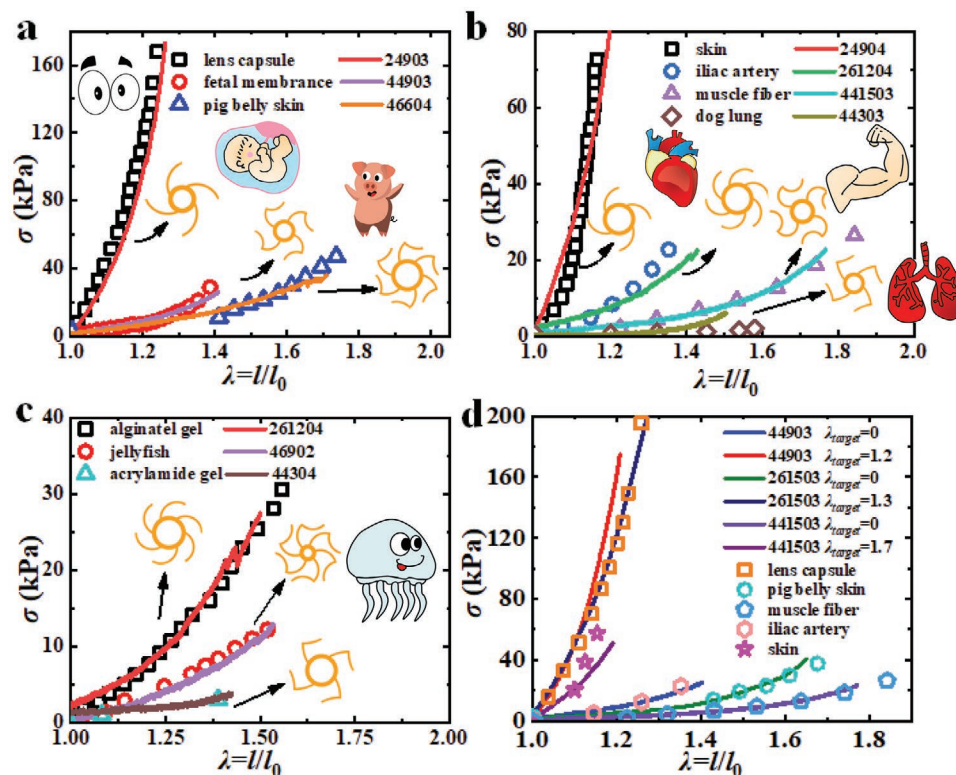 a
160
120
80
40
0
σ (kPa)
1.0 1.2 1.4 1.6 1.8 2.0
λ=l/l0
lens capsule 24903
fetal membrance 44903
pig belly skin 46604
b
80
60
40
20
0
σ (kPa)
1.0 1.2 1.4 1.6 1.8 2.0
λ=l/l0
skin 24904
iliac artery 261204
muscle fiber 441503
dog lung 44303
c
40
30
20
10
0
σ (kPa)
1.00 1.25 1.50 1.75 2.00
λ=l/l0
alginatel gel 261204
jellyfish 46902
acrylamide gel 44304
d
200
160
120
80
40
0
σ (kPa)
1.0 1.2 1.4 1.6 1.8
λ=l/l0
44903 λtarget=0
44903 λtarget=1.2
261503 λtarget=0
261503 λtarget=1.3
441503 λtarget=0
441503 λtarget=1.7
lens capsule
pig belly skin
muscle fiber
iliac artery
skin